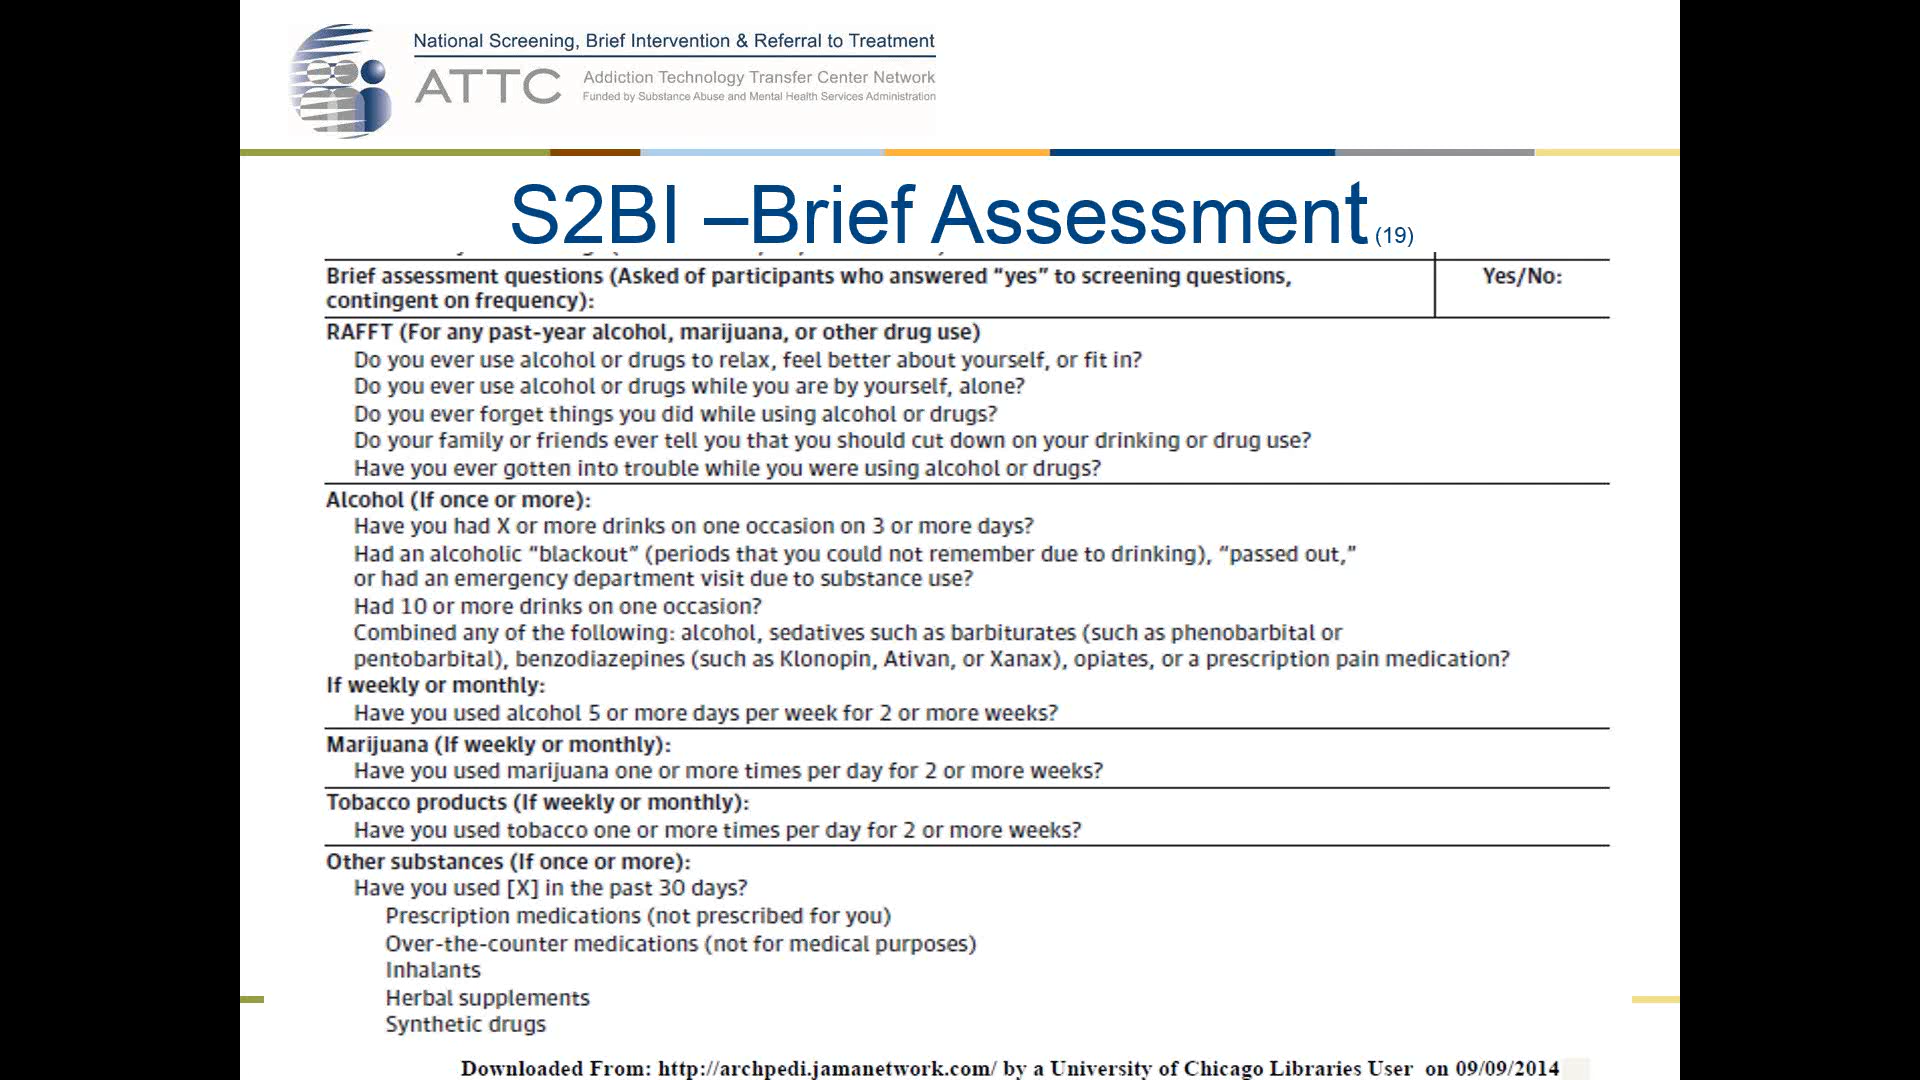 National Screening, Brief Intervention & Referral to Treatment
ATTC
Addiction Technology Transfer Center Network
Funded by Substance Abuse and Mental Health Services Administration
S2BI –Brief Assessment (19)
Brief assessment questions (Asked of participants who answered “yes” to screening questions,
contingent on frequency):
Yes/No:
RAFFT (For any past-year alcohol, marijuana, or other drug use)
Do you ever use alcohol or drugs to relax, feel better about yourself, or fit in?
Do you ever use alcohol or drugs while you are by yourself, alone?
Do you ever forget things you did while using alcohol or drugs?
Do your family or friends ever tell you that you should cut down on your drinking or drug use?
Have you ever gotten into trouble while you were using alcohol or drugs?
Alcohol (If once or more):
Have you had X or more drinks on one occasion on 3 or more days?
Had an alcoholic “blackout” (periods that you could not remember due to drinking), “passed out,”
or had an emergency department visit due to substance use?
Had 10 or more drinks on one occasion?
Combined any of the following: alcohol, sedatives such as barbiturates (such as phenobarbital or
pentobarbital), benzodiazepines (such as Klonopin, Ativan, or Xanax), opiates, or a prescription pain medication?
If weekly or monthly:
Have you used alcohol 5 or more days per week for 2 or more weeks?
Marijuana (If weekly or monthly):
Have you used marijuana one or more times per day for 2 or more weeks?
Tobacco products (If weekly or monthly):
Have you used tobacco one or more times per day for 2 or more weeks?
Other substances (If once or more):
Have you used [X] in the past 30 days?
Prescription medications (not prescribed for you)
Over-the-counter medications (not for medical purposes)
Inhalants
Herbal supplements
Synthetic drugs
Downloaded From: http://archpedi.jamanetwork.com/ by a University of Chicago Libraries User on 09/09/2014